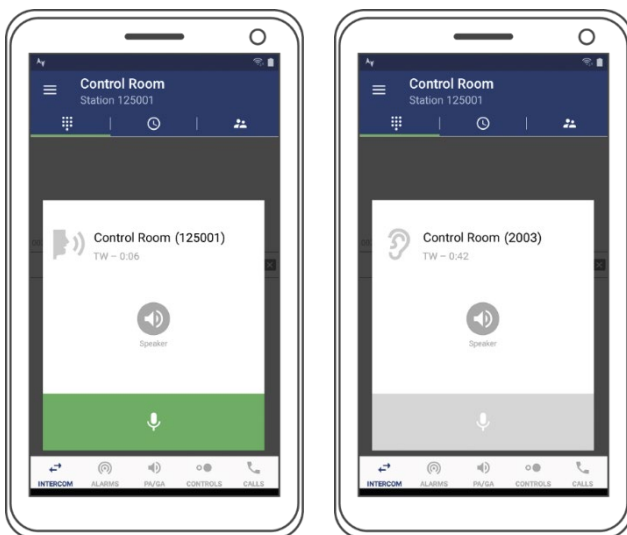 Control Room
Station 125001
Control Room (125001)
TW – 0:06
Speaker
INTERCOM ALARMS PA/GA CONTROLS CALLS
Control Room
Station 125001
Control Room (2003)
TW – 0:42
Speaker
INTERCOM ALARMS PA/GA CONTROLS CALLS